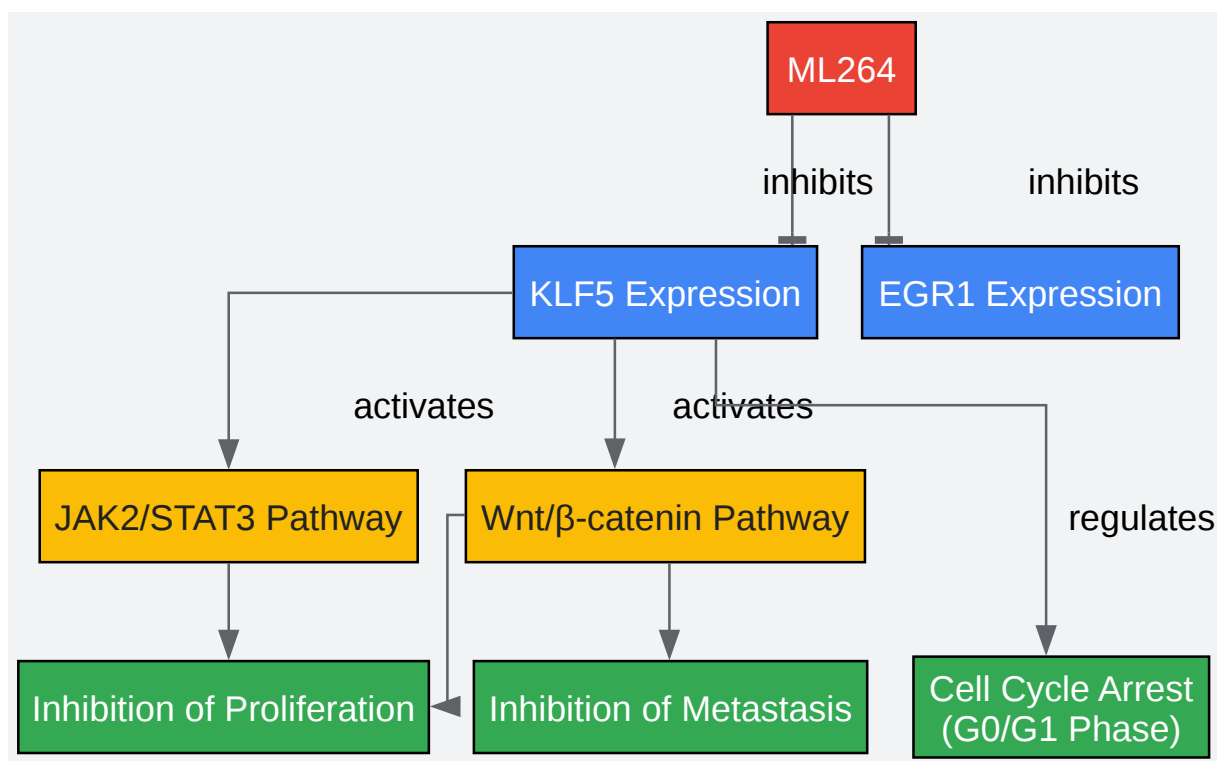 ML264
inhibits
inhibits
KLF5 Expression
EGR1 Expression
activates
activates
JAK2/STAT3 Pathway
Wnt/β-catenin Pathway
regulates
Inhibition of Proliferation
Inhibition of Metastasis
Cell Cycle Arrest
(G0/G1 Phase)